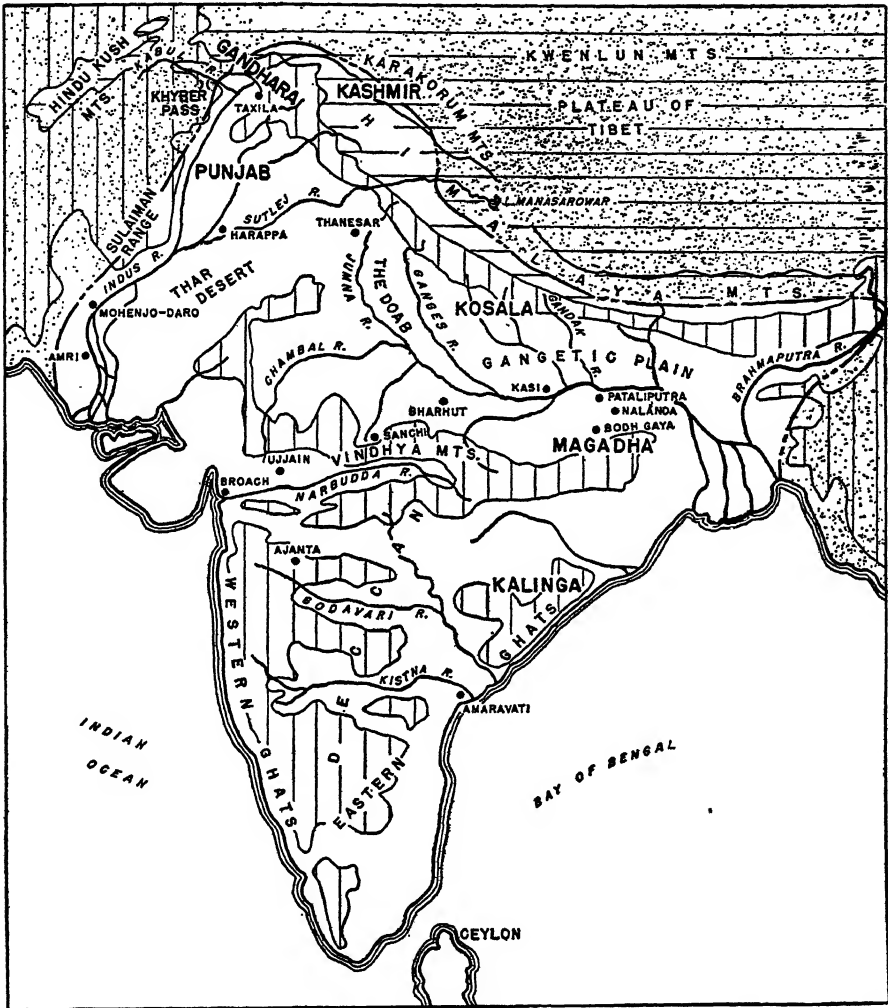 HINDU KUSH
MTS.
KABUL R.
KHYBER
PASS
GANDHARA
TAXILA
KASHMIR
KARAKORUM MTS.
KWENLUN MTS.
PLATEAU OF
TIBET
HIMALAYA MTS.
L. MANASAROWAR
PUNJAB
SULAIMAN
RANGE
SUTLEJ R.
HARAPPA
THANESAR
INDUS R.
THAR
DESERT
MOHENJO-DARO
AMRI
JUMNA R.
THE DOAB
GANGES R.
KOSALA
GANDAK R.
GANGETIC PLAIN
BRAHMAPUTRA R.
CHAMBAL R.
KASI
PATALIPUTRA
NALANDA
BODH GAYA
MAGADHA
BHARHUT
SANCHI
UJJAIN
VINDHYA MTS.
BROACH
NARBUDDA R.
AJANTA
DECCAN
BODAVARI R.
KALINGA
WESTERN GHATS
EASTERN GHATS
KISTNA R.
AMARAVATI
INDIAN
OCEAN
BAY OF BENGAL
CEYLON